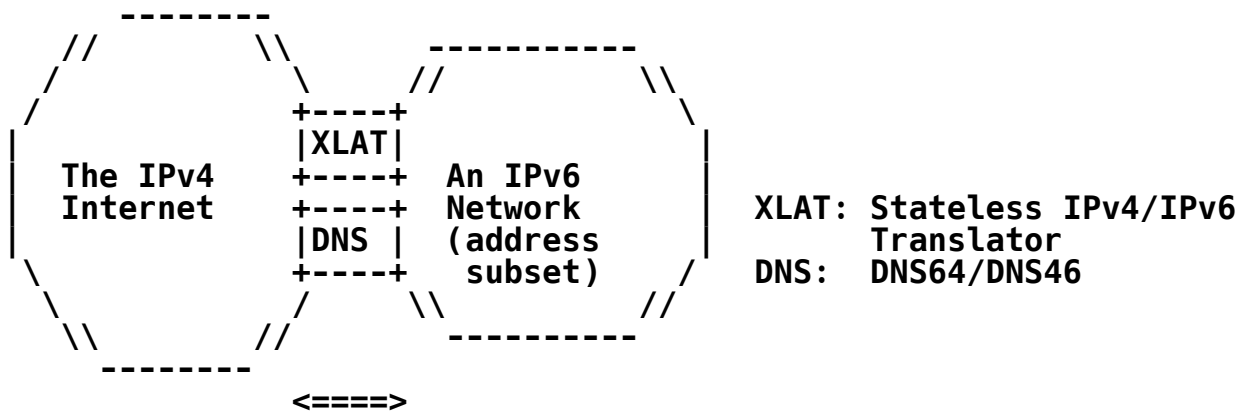 XLAT
The IPv4 An IPv6
Internet Network XLAT: Stateless IPv4/IPv6
DNS (address Translator
subset) DNS: DNS64/DNS46